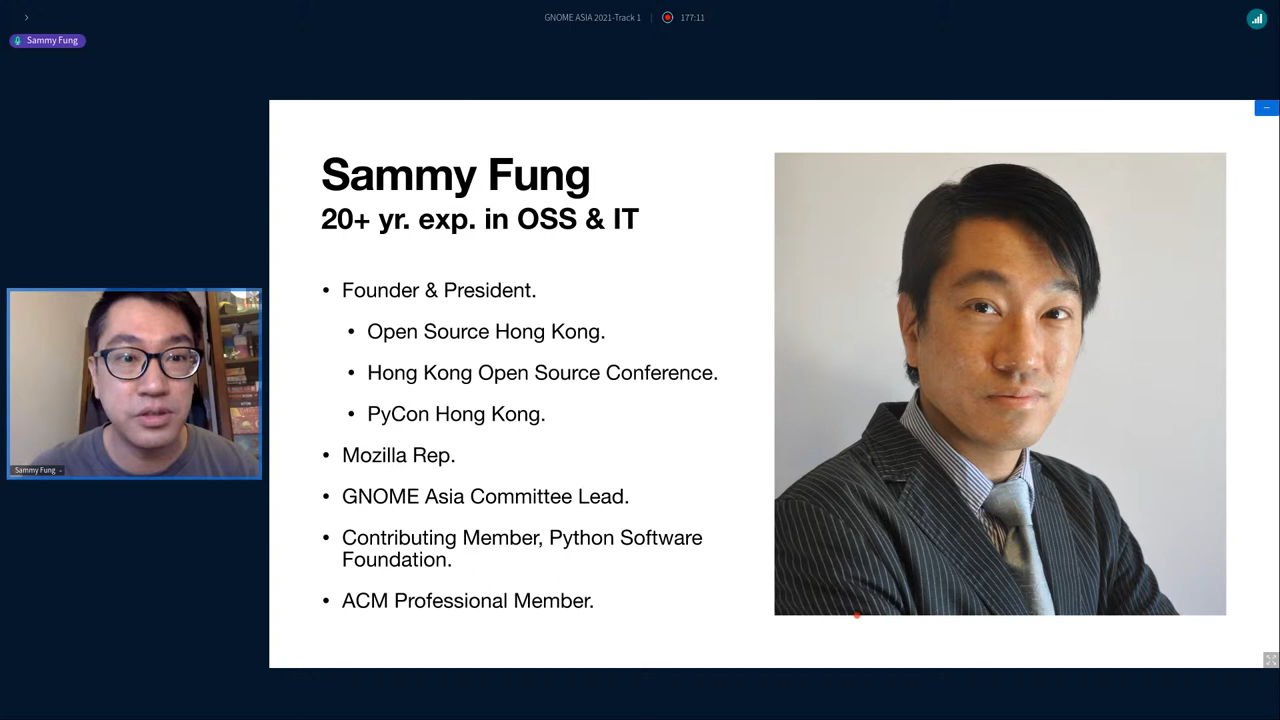 GNOME ASIA 2021-Track 1
177:11
Sammy Fung
Sammy Fung
20+ yr. exp. in OSS & IT
• Founder & President.
• Open Source Hong Kong.
• Hong Kong Open Source Conference.
• PyCon Hong Kong.
• Mozilla Rep.
• GNOME Asia Committee Lead.
• Contributing Member, Python Software
Foundation.
• ACM Professional Member.
Sammy Fung